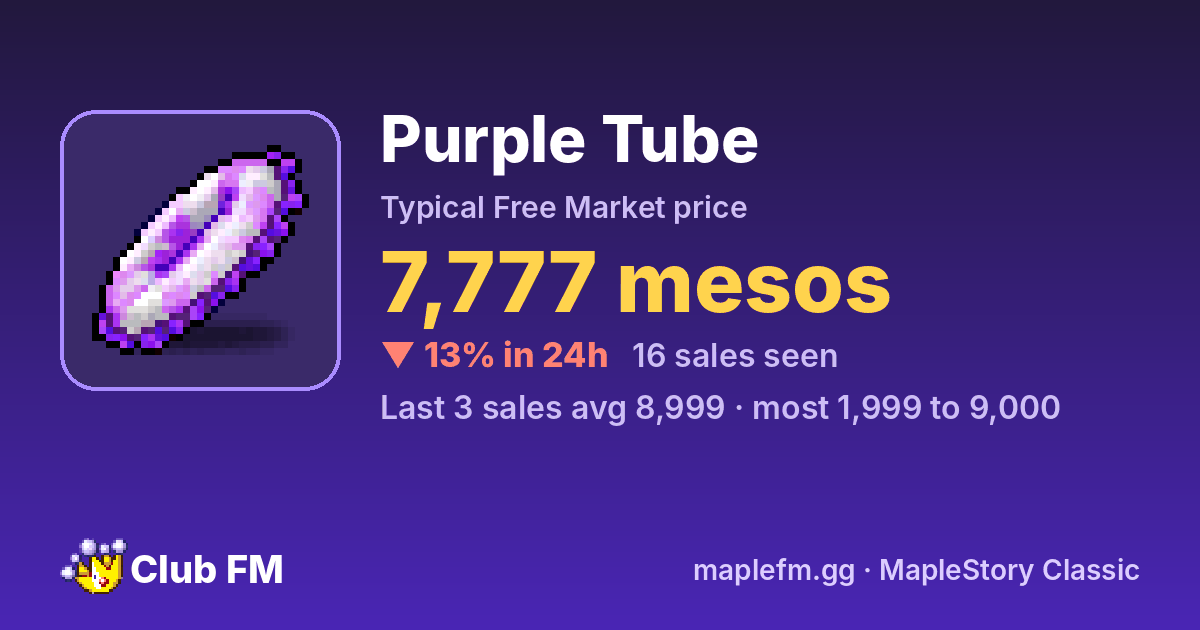 Purple Tube
Typical Free Market price
7,777 mesos
▼ 13% in 24h 16 sales seen
Last 3 sales avg 8,999 · most 1,999 to 9,000
Club FM
maplefm.gg · MapleStory Classic